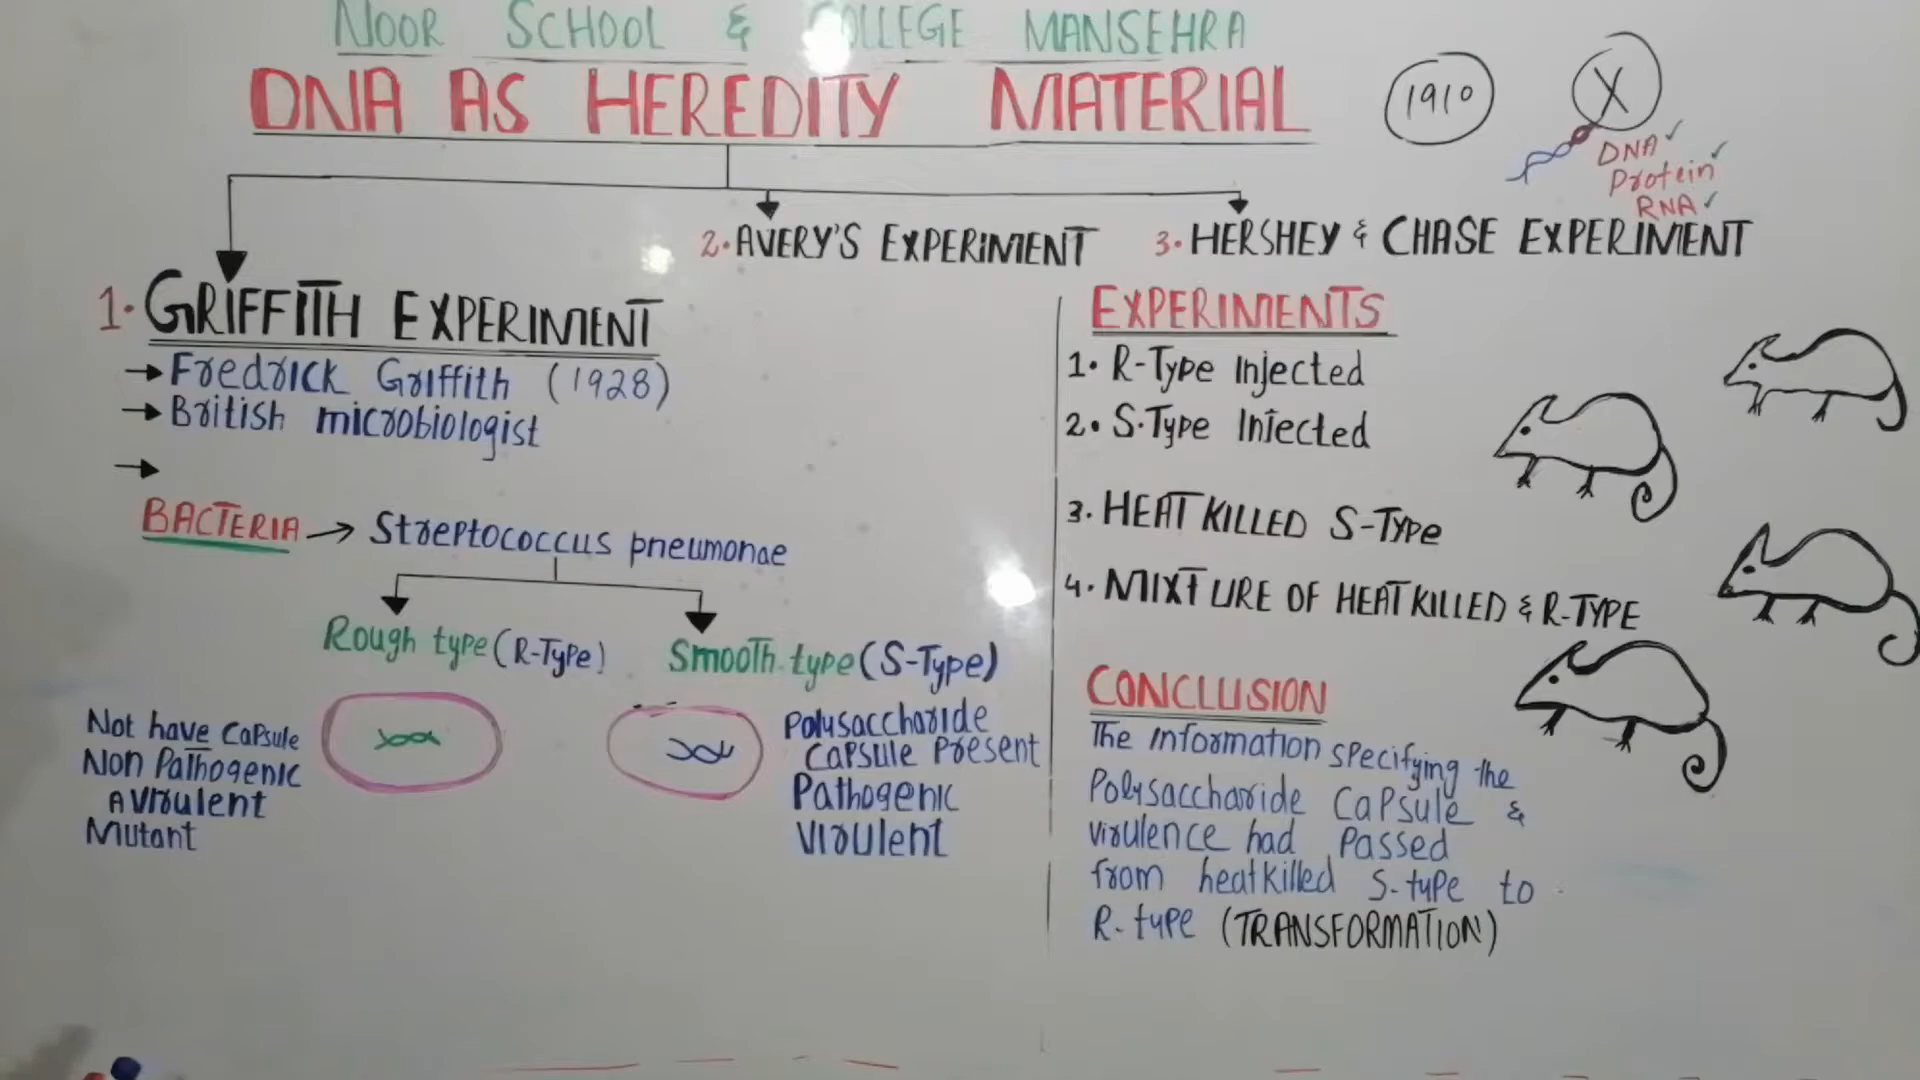 NOOR SCHOOL & COLLEGE MANSEHRA
DNA AS HEREDITY MATERIAL
1910
X
DNA ✓
Protein ✓
RNA ✓
2. AVERY'S EXPERIMENT
3. HERSHEY & CHASE EXPERIMENT
1. GRIFFITH EXPERIMENT
→ Fredrick Griffith (1928)
→ British microbiologist
→
BACTERIA → Streptococcus pneumonae
Rough type (R-Type)
Smooth type (S-Type)
Not have Capsule
Non Pathogenic
Avirulent
Mutant
Polysaccharide
Capsule Present
Pathogenic
Virulent
EXPERIMENTS
1. R-Type Injected
2. S-Type Injected
3. HEAT KILLED S-Type
4. MIXTURE OF HEAT KILLED & R-TYPE
CONCLUSION
The information specifying the
Polysaccharide Capsule &
virulence had Passed
from heat killed S-type to
R-type (TRANSFORMATION)